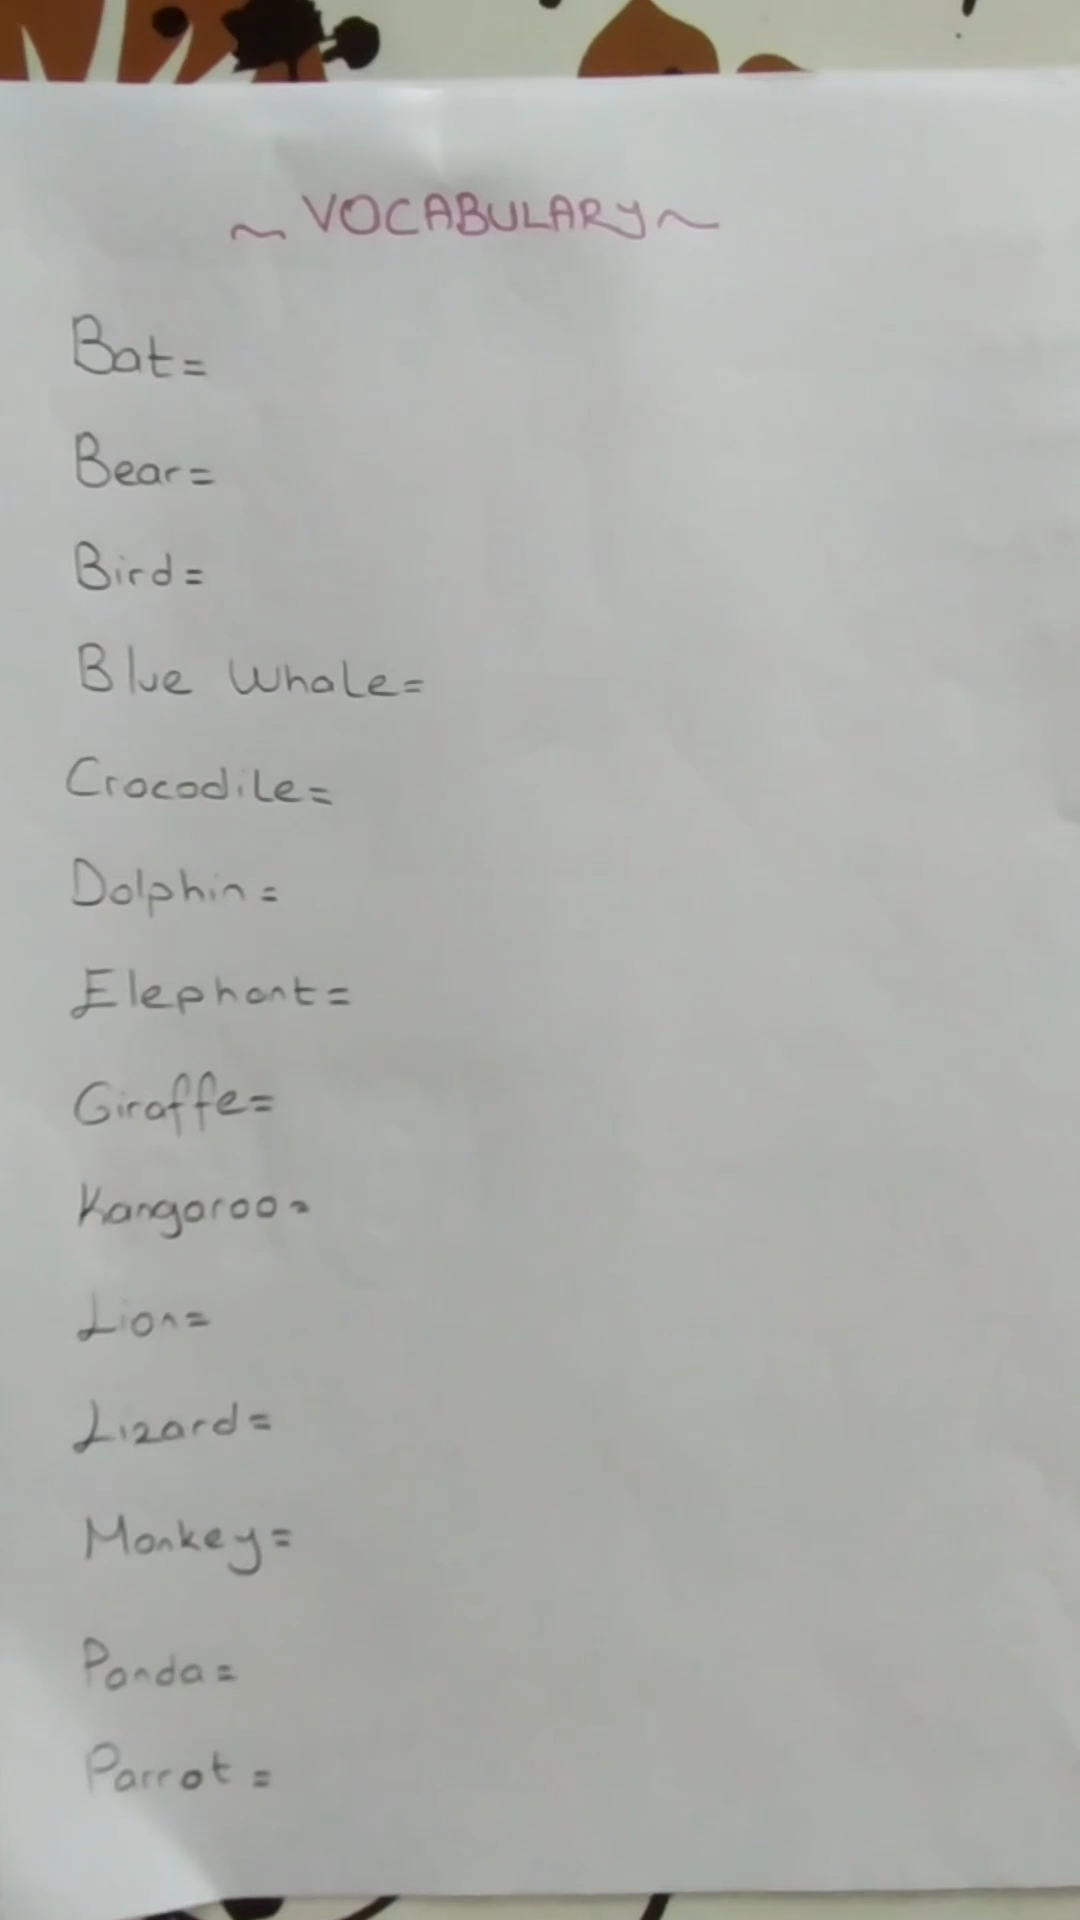 ~ VOCABULARY ~
Bat=
Bear=
Bird=
Blue Whale=
Crocodile=
Dolphin=
Elephant=
Giraffe=
Kangaroo=
Lion=
Lizard=
Monkey=
Panda=
Parrot=